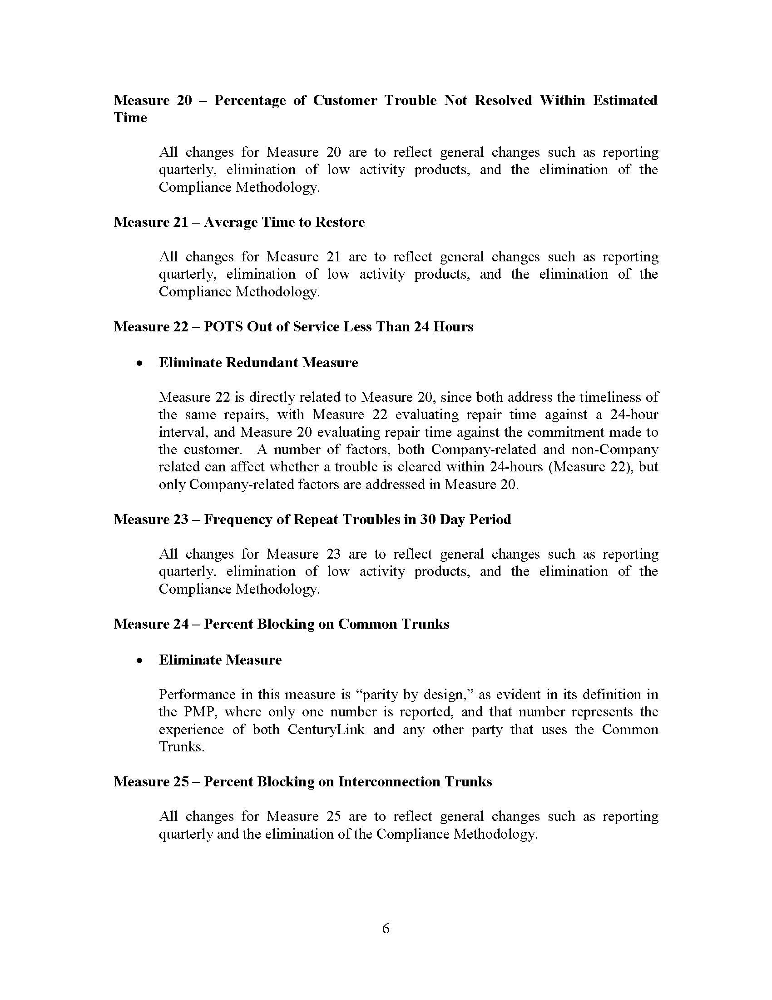 Measure 20 – Percentage of Customer Trouble Not Resolved Within Estimated
Time
All changes for Measure 20 are to reflect general changes such as reporting
quarterly, elimination of low activity products, and the elimination of the
Compliance Methodology.
Measure 21 – Average Time to Restore
All changes for Measure 21 are to reflect general changes such as reporting
quarterly, elimination of low activity products, and the elimination of the
Compliance Methodology.
Measure 22 – POTS Out of Service Less Than 24 Hours
• Eliminate Redundant Measure
Measure 22 is directly related to Measure 20, since both address the timeliness of
the same repairs, with Measure 22 evaluating repair time against a 24-hour
interval, and Measure 20 evaluating repair time against the commitment made to
the customer. A number of factors, both Company-related and non-Company
related can affect whether a trouble is cleared within 24-hours (Measure 22), but
only Company-related factors are addressed in Measure 20.
Measure 23 – Frequency of Repeat Troubles in 30 Day Period
All changes for Measure 23 are to reflect general changes such as reporting
quarterly, elimination of low activity products, and the elimination of the
Compliance Methodology.
Measure 24 – Percent Blocking on Common Trunks
• Eliminate Measure
Performance in this measure is “parity by design,” as evident in its definition in
the PMP, where only one number is reported, and that number represents the
experience of both CenturyLink and any other party that uses the Common
Trunks.
Measure 25 – Percent Blocking on Interconnection Trunks
All changes for Measure 25 are to reflect general changes such as reporting
quarterly and the elimination of the Compliance Methodology.
6